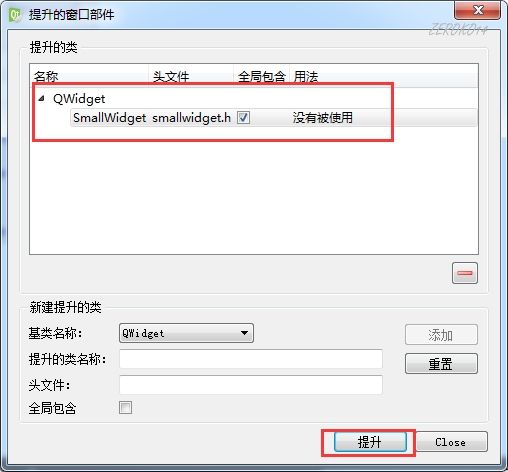 提升的窗口部件
ZEROKO14
提升的类
名称 头文件 全局包含 用法
QWidget
SmallWidget smallwidget.h 没有被使用
新建提升的类
基类名称： QWidget 添加
提升的类名称： 重置
头文件：
全局包含
提升 Close